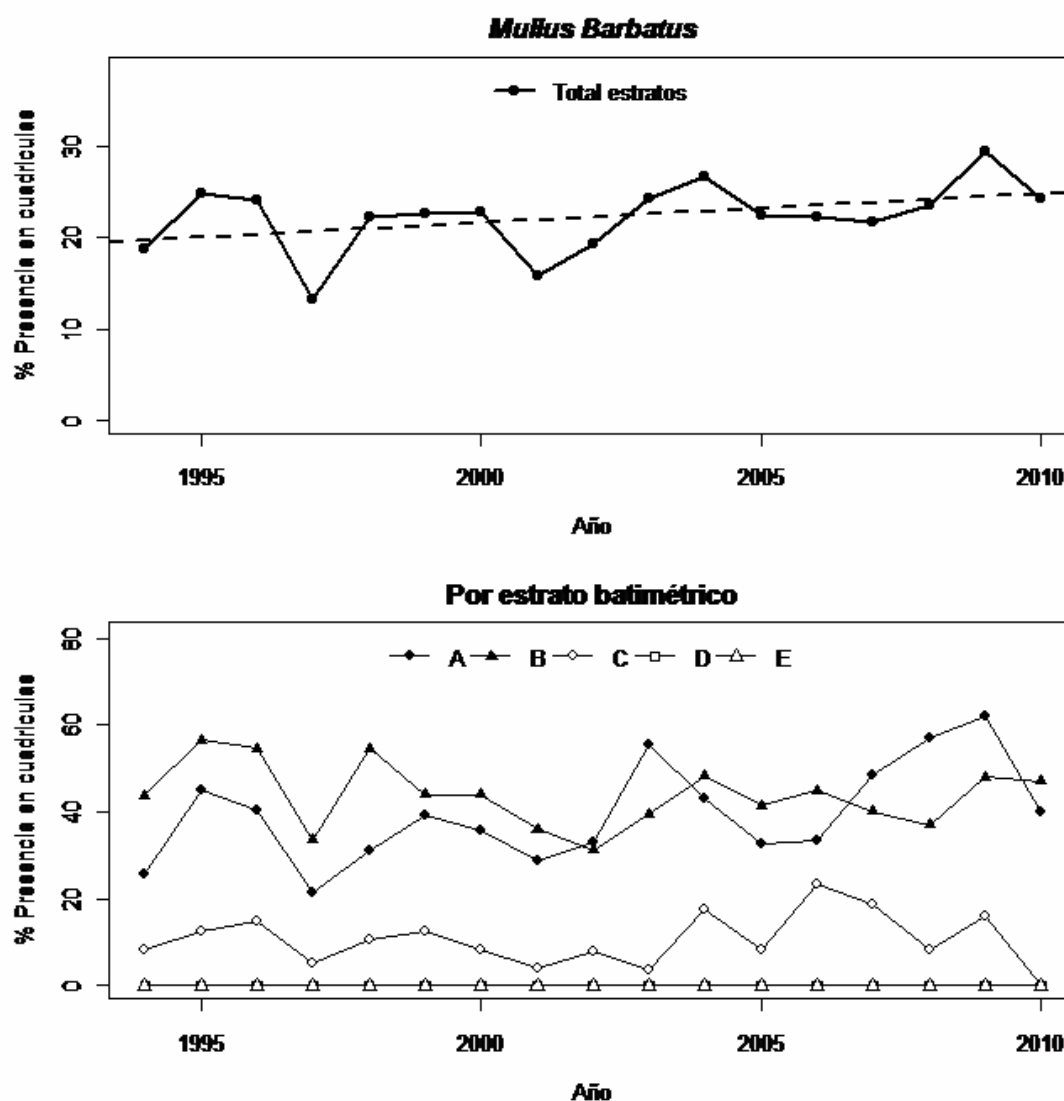 Mullus Barbatus
Total estratos
% Presencia en cuadrículas
30
20
10
0
1995 2000 2005 2010
Año
Por estrato batimétrico
A B C D E
% Presencia en cuadrículas
80
60
40
20
0
1995 2000 2005 2010
Año